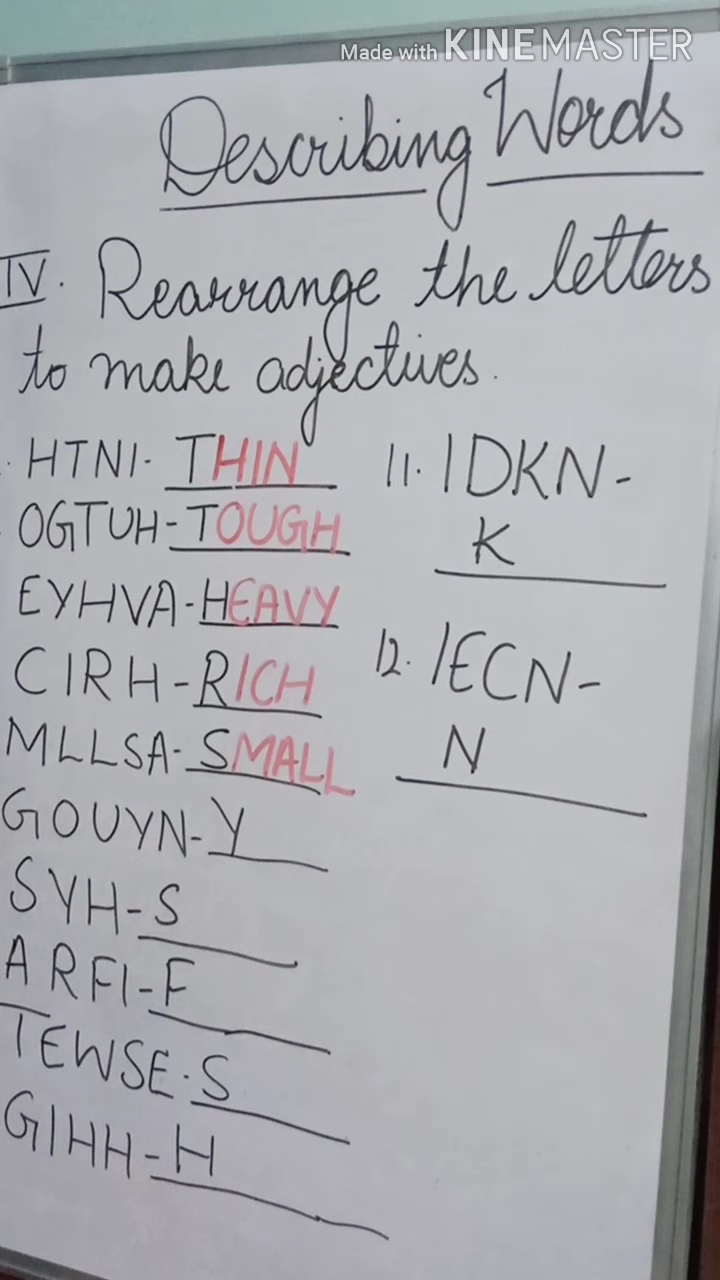 Made with KINEMASTER
Describing Words
IV. Rearrange the letters
to make adjectives.
HTNI- THIN
OGTUH- TOUGH
EYHVA- HEAVY
CIRH- RICH
MLLSA- SMALL
GOUYN- Y
SYH- S
ARFI- F
TEWSE- S
GIHH- H
11. IDKN-
K
12. IECN-
N